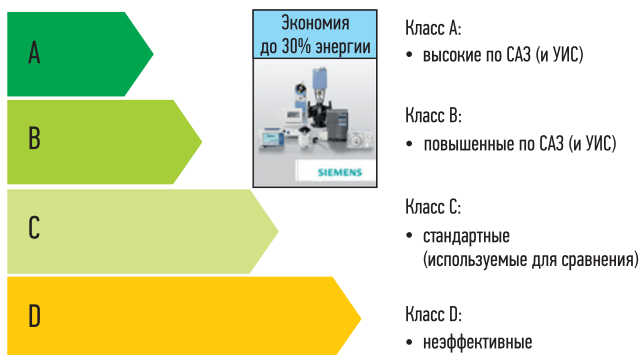 A
B
C
D
Экономия
до 30% энергии
SIEMENS
Класс A:
• высокие по САЗ (и УИС)
Класс B:
• повышенные по САЗ (и УИС)
Класс C:
• стандартные
(используемые для сравнения)
Класс D:
• неэффективные